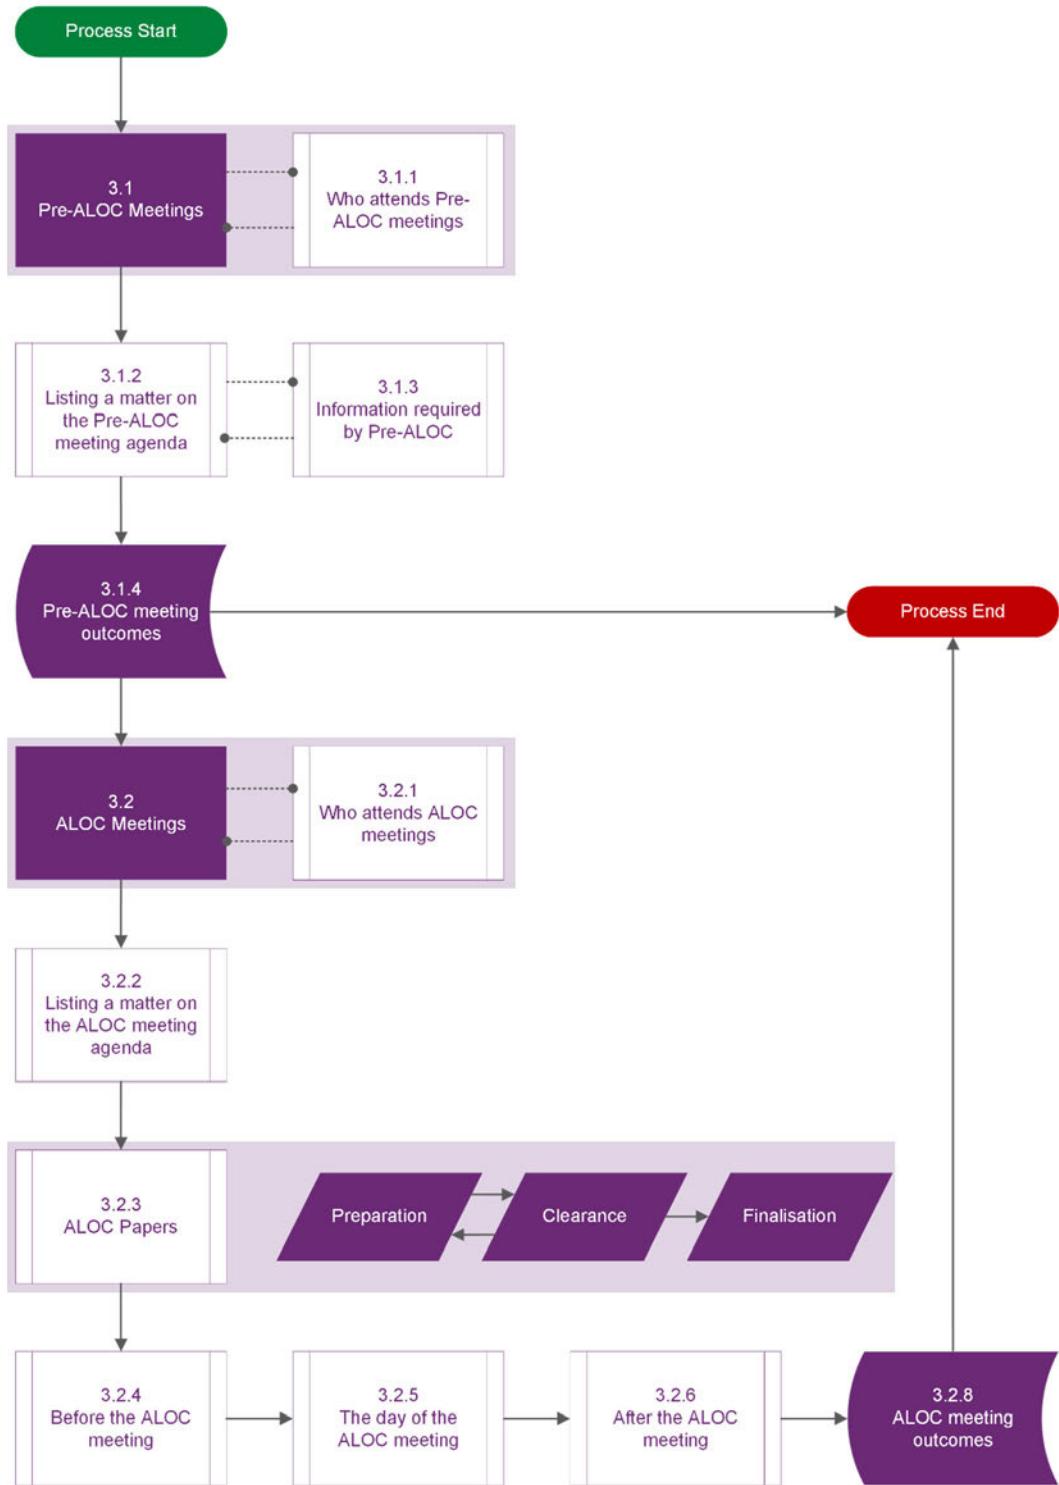 Process Start
3.1
Pre-ALOC Meetings
3.1.1
Who attends Pre-
ALOC meetings
3.1.2
Listing a matter on
the Pre-ALOC
meeting agenda
3.1.3
Information required
by Pre-ALOC
3.1.4
Pre-ALOC meeting
outcomes
Process End
3.2
ALOC Meetings
3.2.1
Who attends ALOC
meetings
3.2.2
Listing a matter on
the ALOC meeting
agenda
3.2.3
ALOC Papers
Preparation
Clearance
Finalisation
3.2.4
Before the ALOC
meeting
3.2.5
The day of the
ALOC meeting
3.2.6
After the ALOC
meeting
3.2.8
ALOC meeting
outcomes